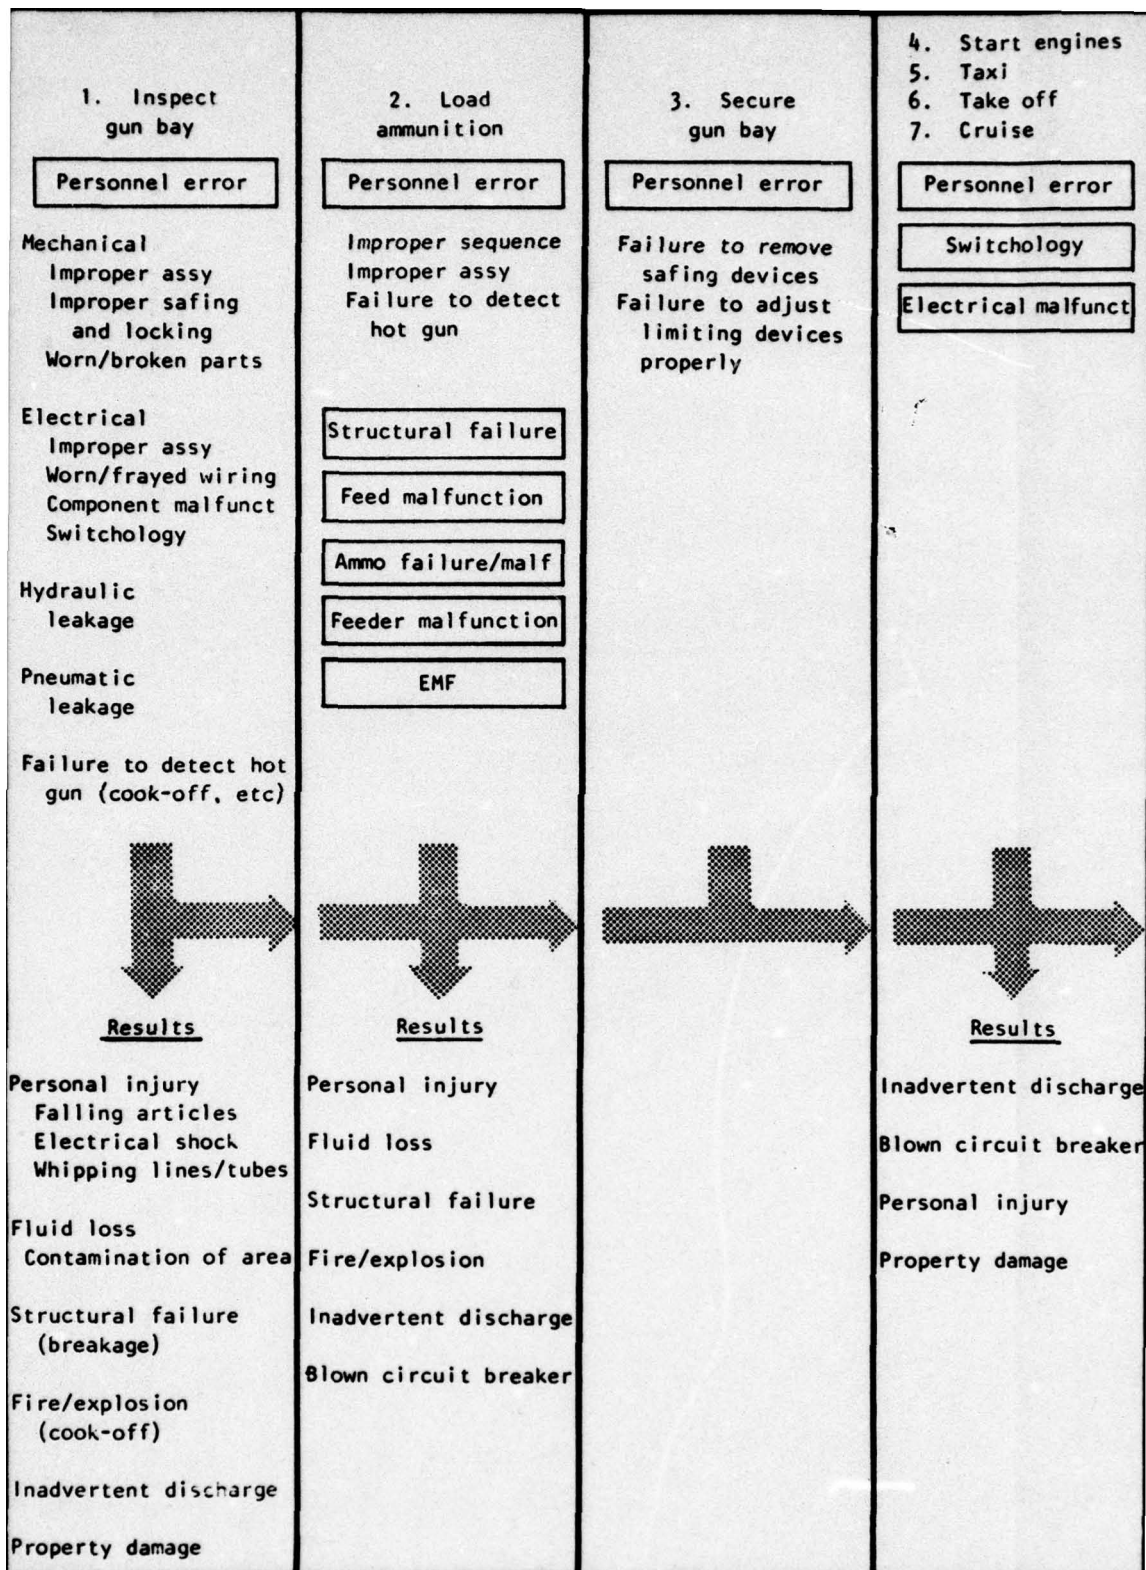 1. Inspect
gun bay
Personnel error
Mechanical
Improper assy
Improper safing
and locking
Worn/broken parts
Electrical
Improper assy
Worn/frayed wiring
Component malfunct
Switchology
Hydraulic
leakage
Pneumatic
leakage
Failure to detect hot
gun (cook-off, etc)
Results
Personal injury
Falling articles
Electrical shock
Whipping lines/tubes
Fluid loss
Contamination of area
Structural failure
(breakage)
Fire/explosion
(cook-off)
Inadvertent discharge
Property damage
2. Load
ammunition
Personnel error
Improper sequence
Improper assy
Failure to detect
hot gun
Structural failure
Feed malfunction
Ammo failure/malf
Feeder malfunction
EMF
Results
Personal injury
Fluid loss
Structural failure
Fire/explosion
Inadvertent discharge
Blown circuit breaker
3. Secure
gun bay
Personnel error
Failure to remove
safing devices
Failure to adjust
limiting devices
properly
4. Start engines
5. Taxi
6. Take off
7. Cruise
Personnel error
Switchology
Electrical malfunct
Results
Inadvertent discharge
Blown circuit breaker
Personal injury
Property damage